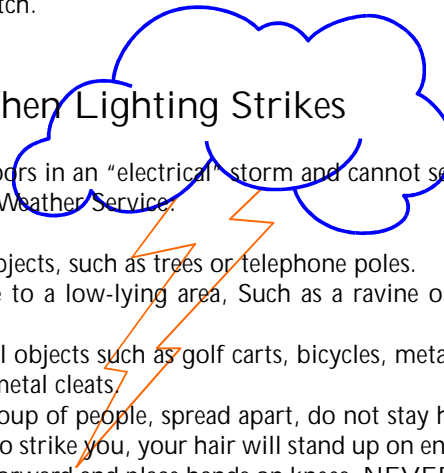 tch.
hen Lighting Strikes
oors in an “electrical” storm and cannot se
Weather Service.
bjects, such as trees or telephone poles.
e to a low-lying area, Such as a ravine o
l objects such as golf carts, bicycles, meta
metal cleats.
oup of people, spread apart, do not stay h
o strike you, your hair will stand up on en
orward and place hands on knees. NEVER